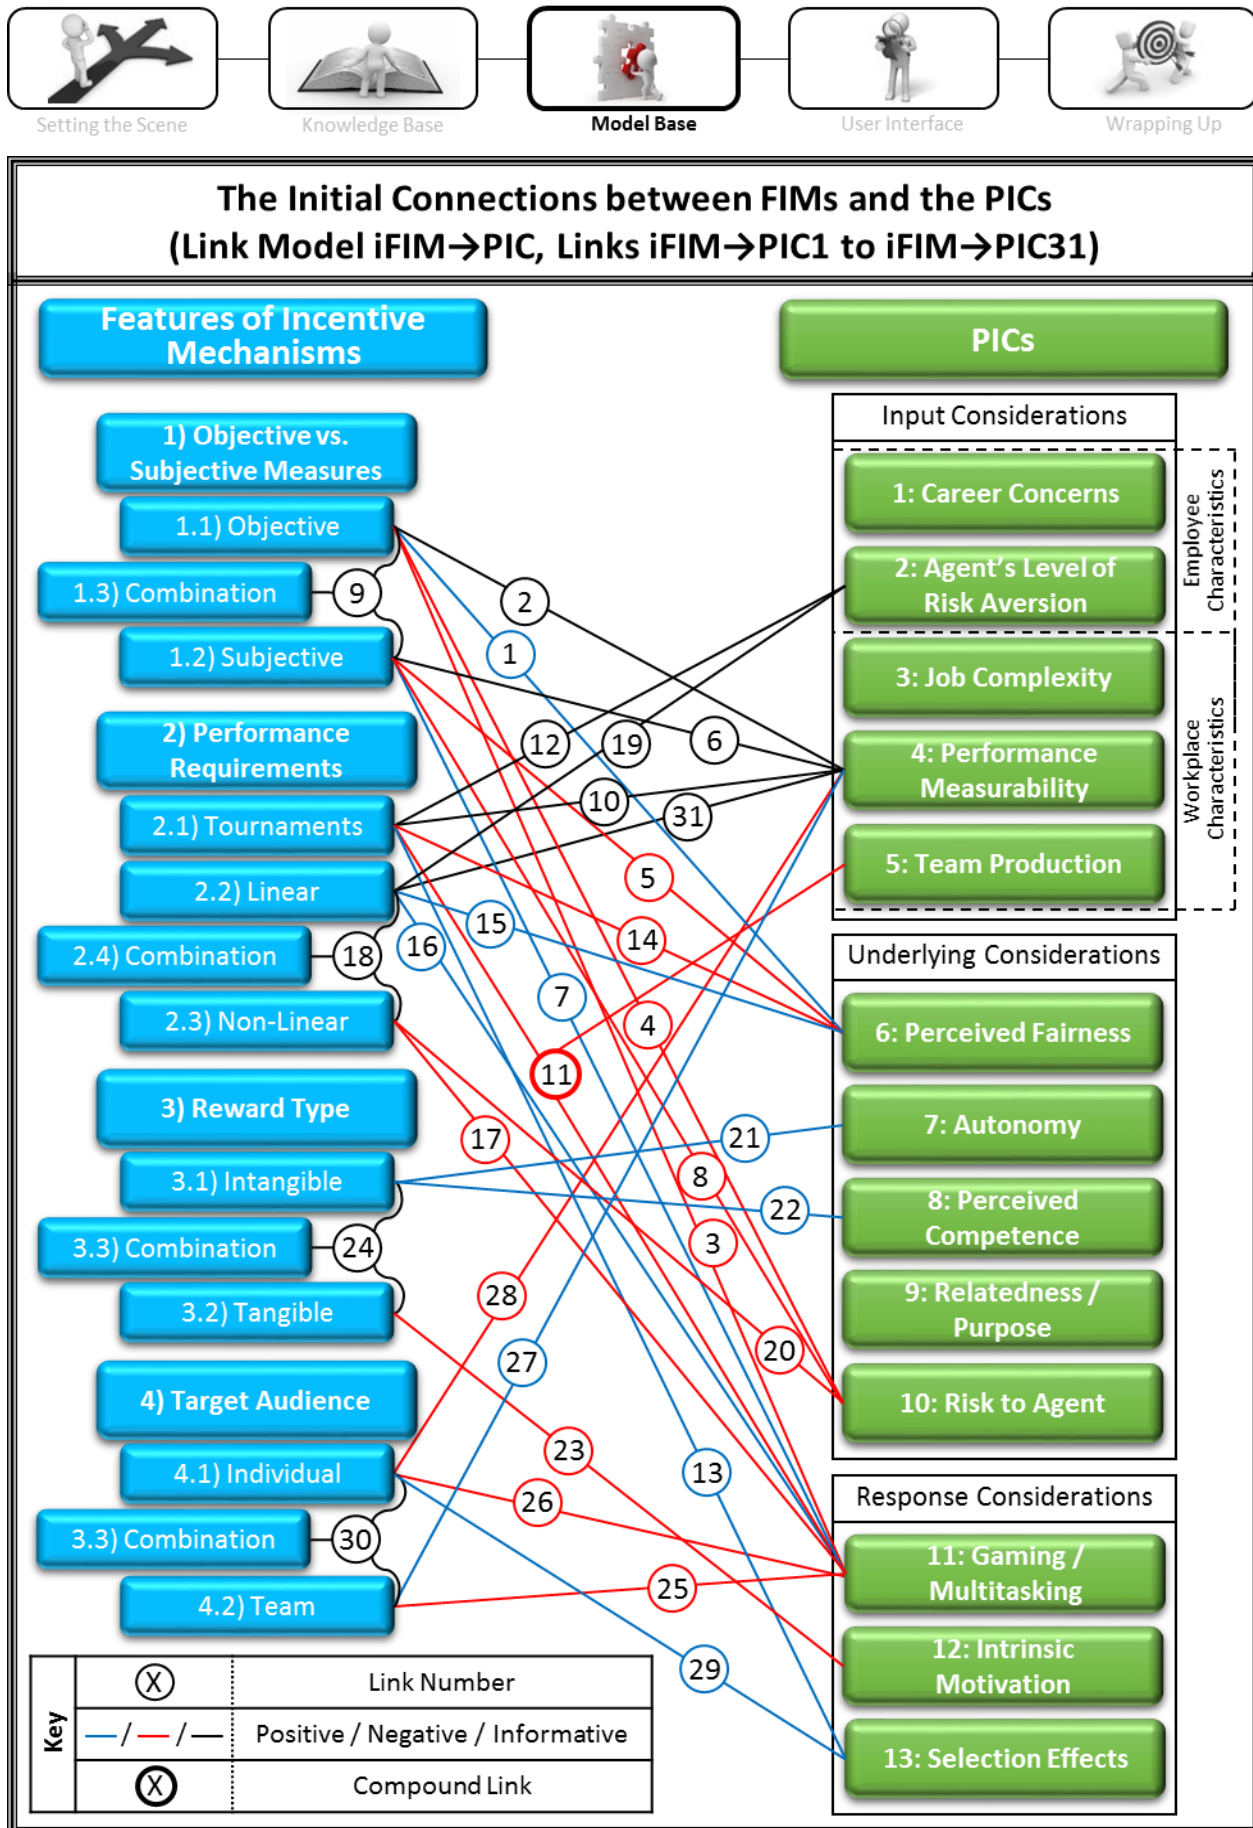 Setting the Scene
Knowledge Base
Model Base
User Interface
Wrapping Up
The Initial Connections between FIMs and the PICs
(Link Model iFIM→PIC, Links iFIM→PIC1 to iFIM→PIC31)
Features of Incentive
Mechanisms
PICs
1) Objective vs.
Subjective Measures
1.1) Objective
1.3) Combination
1.2) Subjective
2) Performance
Requirements
2.1) Tournaments
2.2) Linear
2.4) Combination
2.3) Non-Linear
3) Reward Type
3.1) Intangible
3.3) Combination
3.2) Tangible
4) Target Audience
4.1) Individual
3.3) Combination
4.2) Team
9
2
1
12
19
6
10
31
5
15
16
14
18
7
4
11
17
21
8
22
3
24
28
20
27
23
13
26
30
25
29
Input Considerations
1: Career Concerns
2: Agent's Level of
Risk Aversion
3: Job Complexity
4: Performance
Measurability
5: Team Production
Employee
Characteristics
Workplace
Characteristics
Underlying Considerations
6: Perceived Fairness
7: Autonomy
8: Perceived
Competence
9: Relatedness /
Purpose
10: Risk to Agent
Response Considerations
11: Gaming /
Multitasking
12: Intrinsic
Motivation
13: Selection Effects
Key
X
Link Number
/ /
Positive / Negative / Informative
X
Compound Link